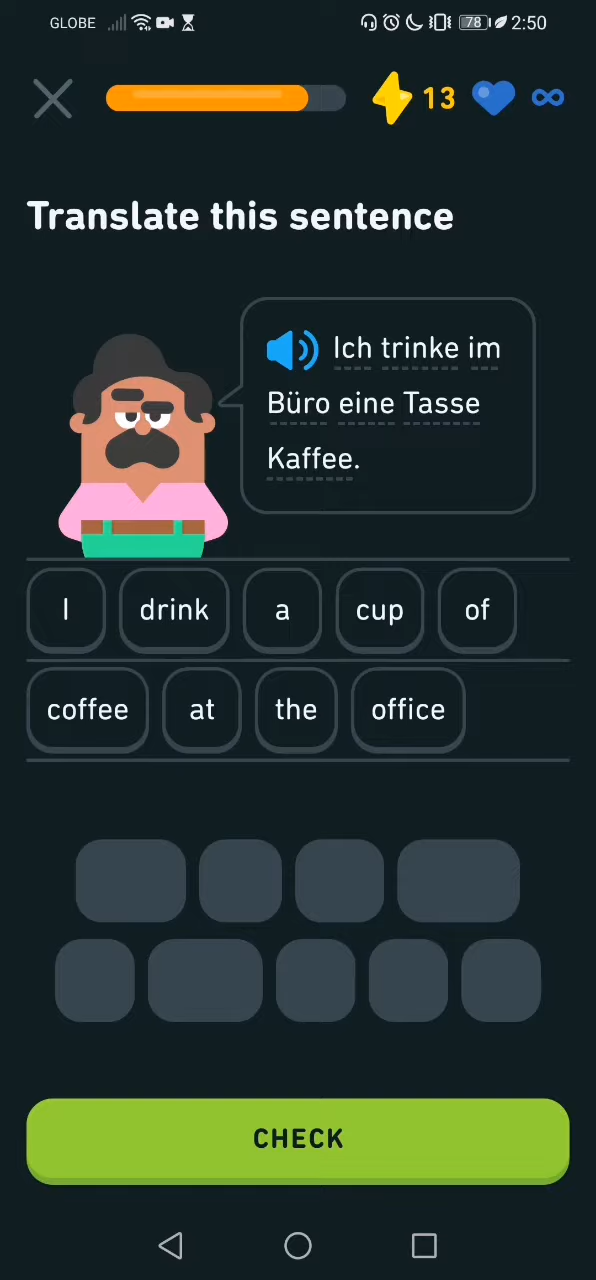 GLOBE 78 2:50
13
Translate this sentence
Ich trinke im
Büro eine Tasse
Kaffee.
I drink a cup of
coffee at the office
CHECK